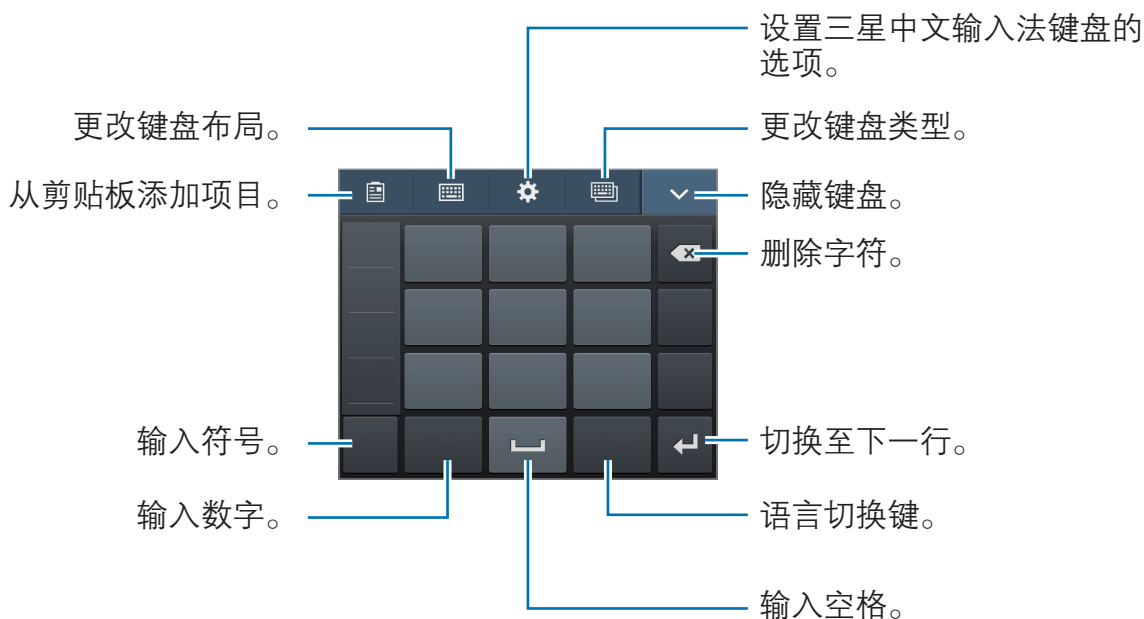 设置三星中文输入法键盘的
选项。
更改键盘布局。
更改键盘类型。
从剪贴板添加项目。
隐藏键盘。
删除字符。
输入符号。
切换至下一行。
输入数字。
语言切换键。
输入空格。